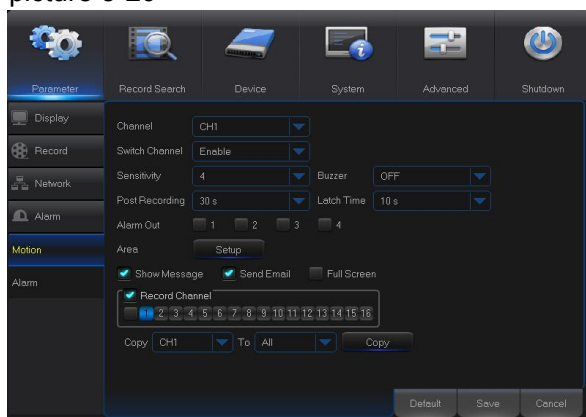 Parameter Record Search Device System Advanced Shutdown
Display
Record
Network
Alarm
Motion
Alarm
Channel CH1
Switch Channel Enable
Sensitivity 4 Buzzer OFF
Post Recording 30 s Latch Time 10 s
Alarm Out 1 2 3 4
Area Setup
Show Message Send Email Full Screen
Record Channel
1 2 3 4 5 6 7 8 9 10 11 12 13 14 15 16
Copy CH1 To All Copy
Default Save Cancel